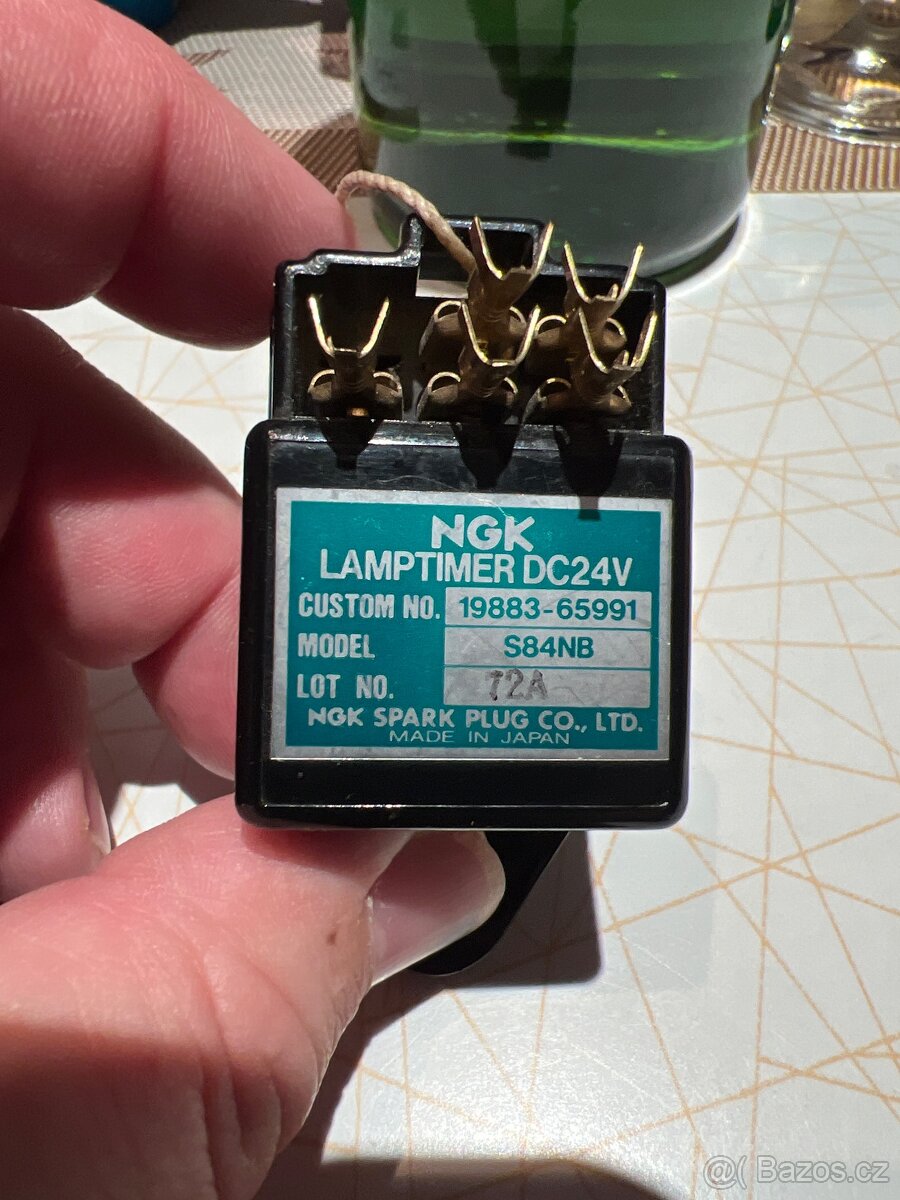 NGK
LAMPTIMER DC24V
CUSTOM NO. 19883-65991
MODEL S84NB
LOT NO. 72A
NGK SPARK PLUG CO., LTD.
MADE IN JAPAN
@( Bazos.cz